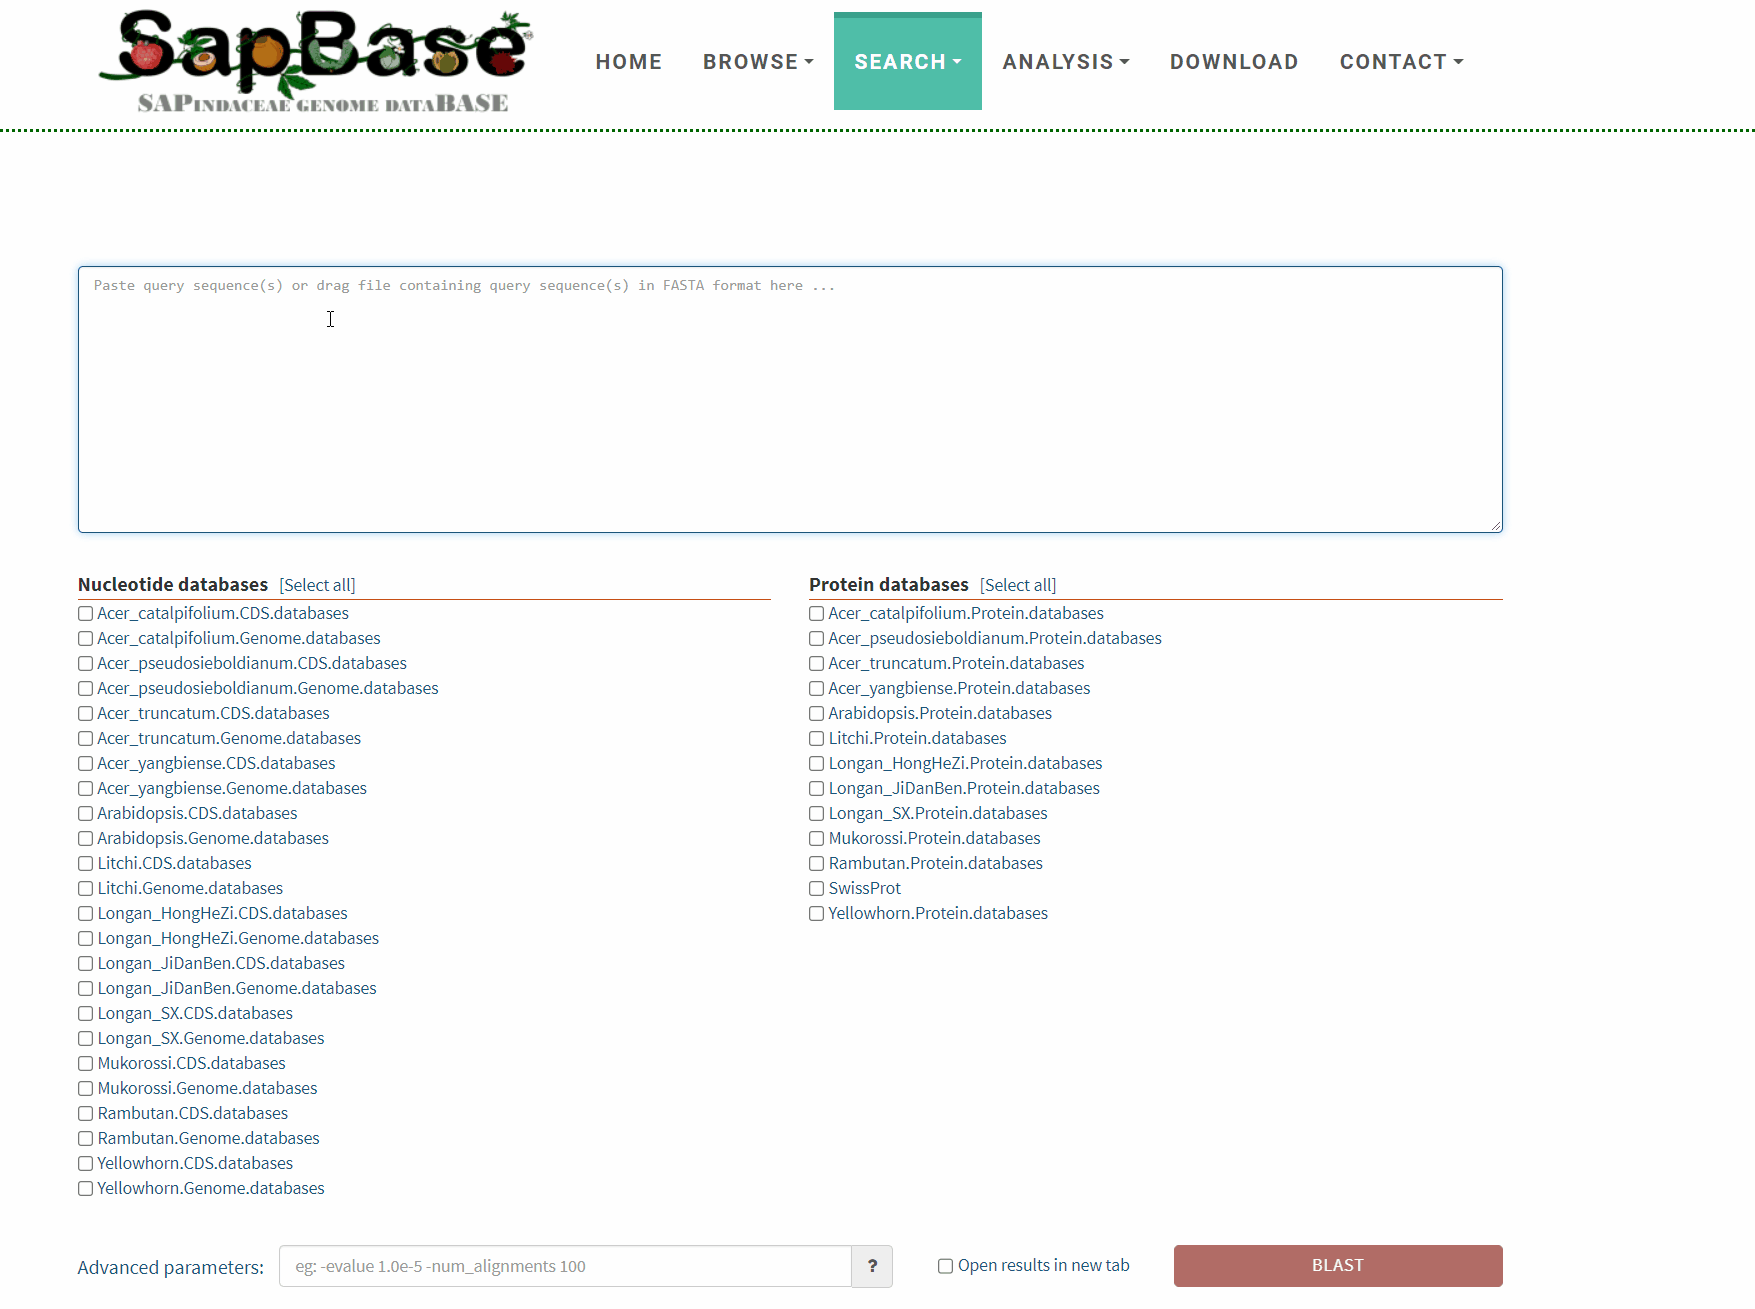 SapBase
SAPINDACEAE GENOME DATABASE
HOME BROWSE SEARCH ANALYSIS DOWNLOAD CONTACT
Paste query sequence(s) or drag file containing query sequence(s) in FASTA format here ...
Nucleotide databases [Select all]
Acer_catalpifolium.CDS.databases
Acer_catalpifolium.Genome.databases
Acer_pseudosieboldianum.CDS.databases
Acer_pseudosieboldianum.Genome.databases
Acer_truncatum.CDS.databases
Acer_truncatum.Genome.databases
Acer_yangbiense.CDS.databases
Acer_yangbiense.Genome.databases
Arabidopsis.CDS.databases
Arabidopsis.Genome.databases
Litchi.CDS.databases
Litchi.Genome.databases
Longan_HongHeZi.CDS.databases
Longan_HongHeZi.Genome.databases
Longan_JiDanBen.CDS.databases
Longan_JiDanBen.Genome.databases
Longan_SX.CDS.databases
Longan_SX.Genome.databases
Mukorossi.CDS.databases
Mukorossi.Genome.databases
Rambutan.CDS.databases
Rambutan.Genome.databases
Yellowhorn.CDS.databases
Yellowhorn.Genome.databases
Protein databases [Select all]
Acer_catalpifolium.Protein.databases
Acer_pseudosieboldianum.Protein.databases
Acer_truncatum.Protein.databases
Acer_yangbiense.Protein.databases
Arabidopsis.Protein.databases
Litchi.Protein.databases
Longan_HongHeZi.Protein.databases
Longan_JiDanBen.Protein.databases
Longan_SX.Protein.databases
Mukorossi.Protein.databases
Rambutan.Protein.databases
SwissProt
Yellowhorn.Protein.databases
Advanced parameters: eg: -evalue 1.0e-5 -num_alignments 100 ? Open results in new tab BLAST